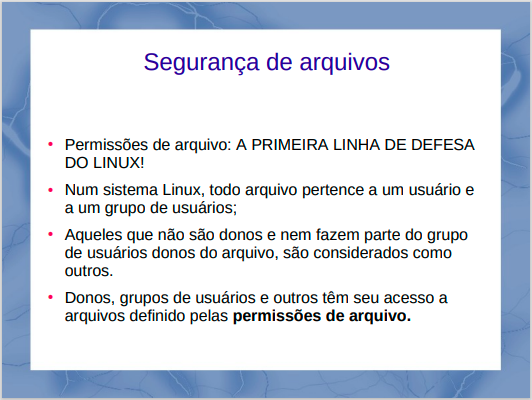 Segurança de arquivos
• Permissões de arquivo: A PRIMEIRA LINHA DE DEFESA
DO LINUX!
• Num sistema Linux, todo arquivo pertence a um usuário e
a um grupo de usuários;
• Aqueles que não são donos e nem fazem parte do grupo
de usuários donos do arquivo, são considerados como
outros.
• Donos, grupos de usuários e outros têm seu acesso a
arquivos definido pelas permissões de arquivo.